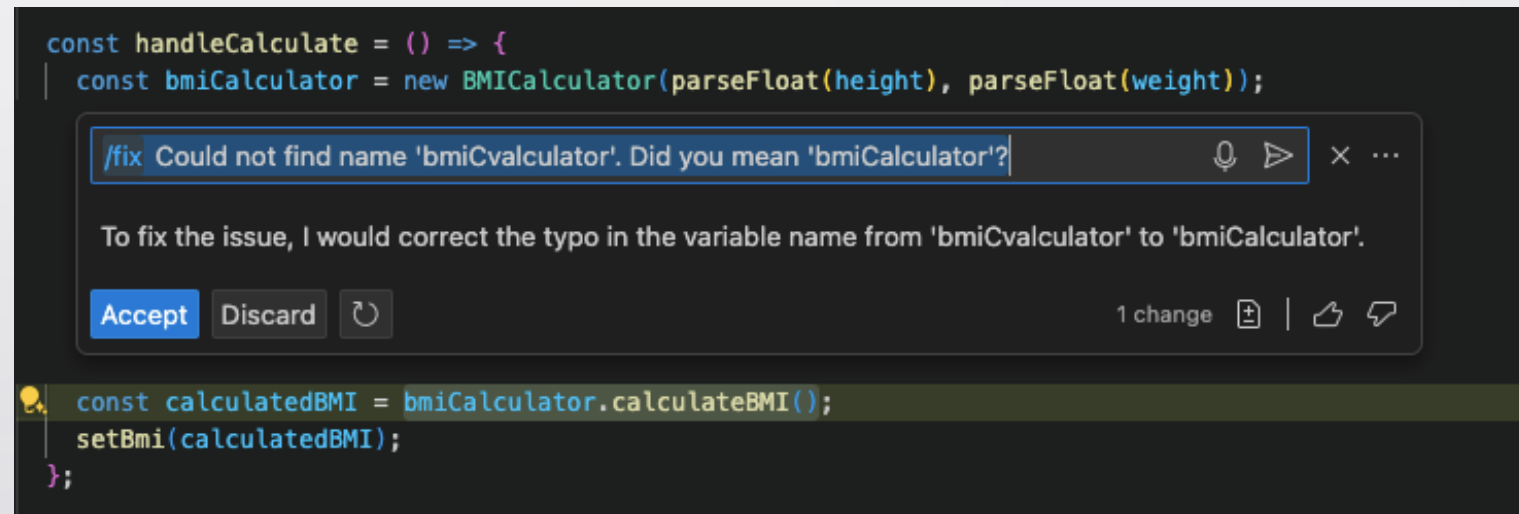 const handleCalculate = () => {
const bmiCalculator = new BMICalculator(parseFloat(height), parseFloat(weight));
/fix Could not find name 'bmiCvalculator'. Did you mean 'bmiCalculator'?
To fix the issue, I would correct the typo in the variable name from 'bmiCvalculator' to 'bmiCalculator'.
Accept Discard 1 change
const calculatedBMI = bmiCalculator.calculateBMI();
setBmi(calculatedBMI);
};